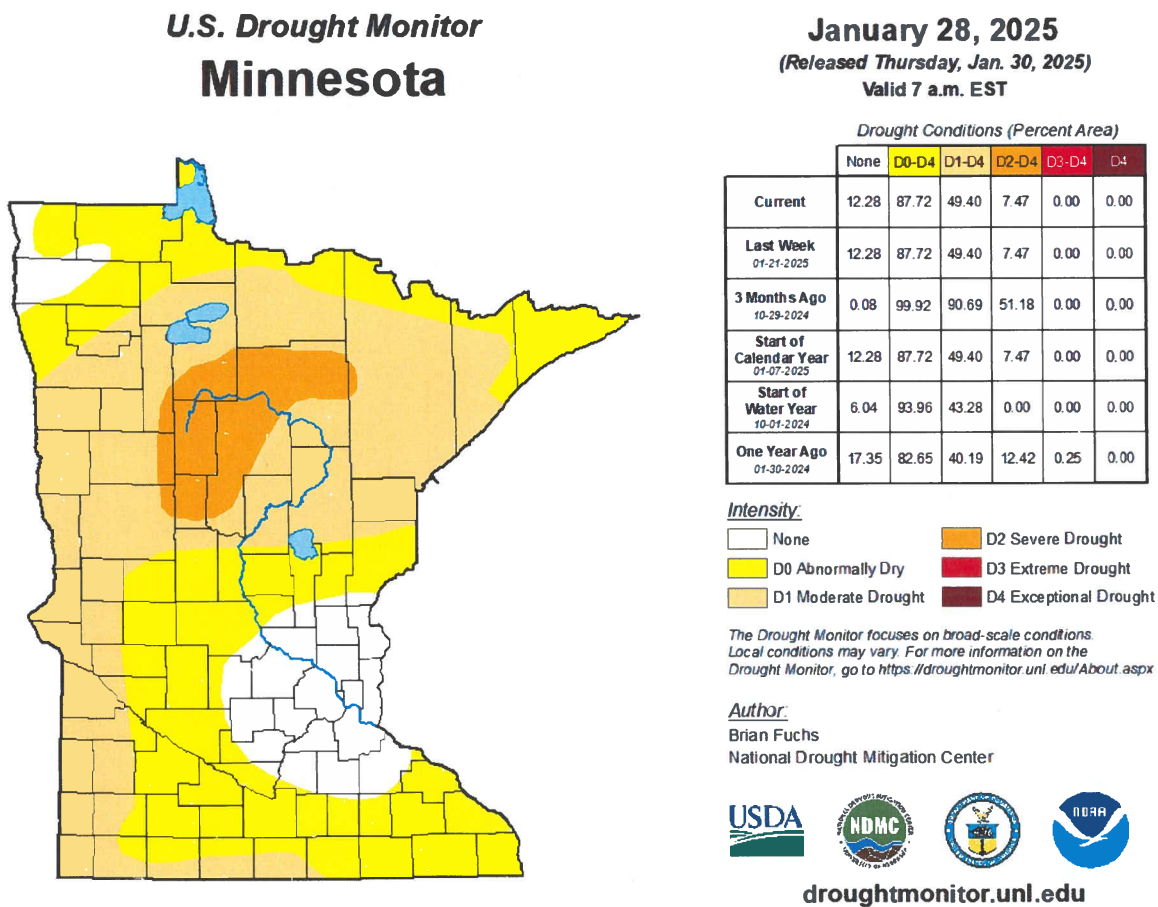 U.S. Drought Monitor
Minnesota
January 28, 2025
(Released Thursday, Jan. 30, 2025)
Valid 7 a.m. EST
Drought Conditions (Percent Area)
None D0-D4 D1-D4 D2-D4 D3-D4 D4
Current 12.28 87.72 49.40 7.47 0.00 0.00
Last Week
01-21-2025 12.28 87.72 49.40 7.47 0.00 0.00
3 Months Ago
10-29-2024 0.08 99.92 90.69 51.18 0.00 0.00
Start of
Calendar Year
01-07-2025 12.28 87.72 49.40 7.47 0.00 0.00
Start of
Water Year
10-01-2024 6.04 93.96 43.28 0.00 0.00 0.00
One Year Ago
01-30-2024 17.35 82.65 40.19 12.42 0.25 0.00
Intensity:
None
D0 Abnormally Dry
D1 Moderate Drought
D2 Severe Drought
D3 Extreme Drought
D4 Exceptional Drought
The Drought Monitor focuses on broad-scale conditions.
Local conditions may vary. For more information on the
Drought Monitor, go to https://droughtmonitor.unl.edu/About.aspx
Author:
Brian Fuchs
National Drought Mitigation Center
USDA
NDMC
NOAA
droughtmonitor.unl.edu